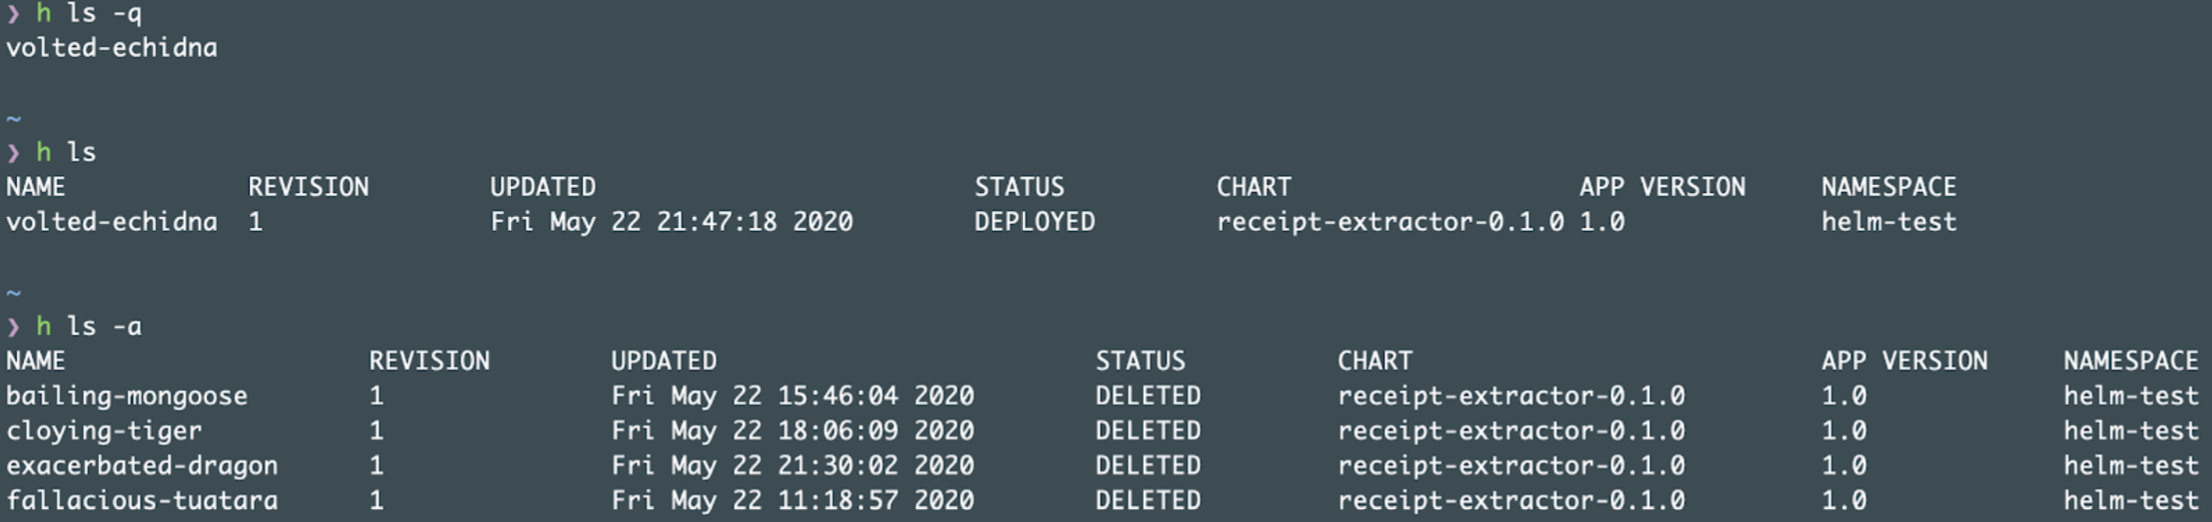 ❯ h ls -q
volted-echidna
~
❯ h ls
NAME REVISION UPDATED STATUS CHART APP VERSION NAMESPACE
volted-echidna 1 Fri May 22 21:47:18 2020 DEPLOYED receipt-extractor-0.1.0 1.0 helm-test
~
❯ h ls -a
NAME REVISION UPDATED STATUS CHART APP VERSION NAMESPACE
bailing-mongoose 1 Fri May 22 15:46:04 2020 DELETED receipt-extractor-0.1.0 1.0 helm-test
cloying-tiger 1 Fri May 22 18:06:09 2020 DELETED receipt-extractor-0.1.0 1.0 helm-test
exacerbated-dragon 1 Fri May 22 21:30:02 2020 DELETED receipt-extractor-0.1.0 1.0 helm-test
fallacious-tuatara 1 Fri May 22 11:18:57 2020 DELETED receipt-extractor-0.1.0 1.0 helm-test